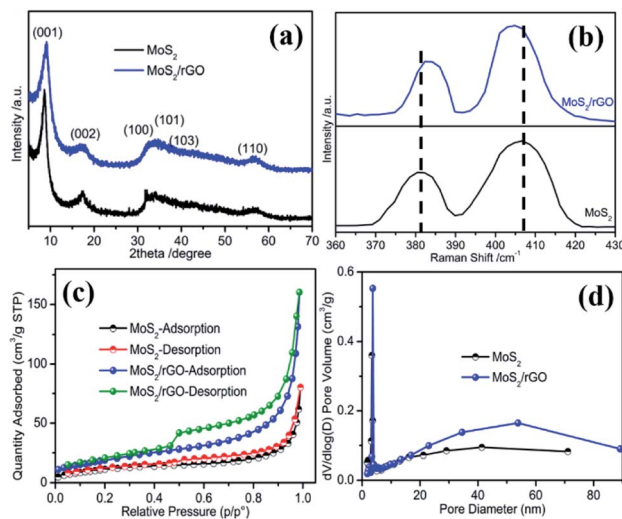 (a)
(001)
MoS₂
MoS₂/rGO
(002)
(100)
(101)
(103)
(110)
Intensity /a.u.
10 20 30 40 50 60 70
2theta /degree
(b)
MoS₂/rGO
MoS₂
Intensity /a.u.
360 370 380 390 400 410 420 430
Raman Shift /cm⁻¹
(c)
150
100
50
0
MoS₂-Adsorption
MoS₂-Desorption
MoS₂/rGO-Adsorption
MoS₂/rGO-Desorption
Quantity Adsorbed (cm³/g STP)
0.0 0.2 0.4 0.6 0.8 1.0
Relative Pressure (p/p°)
(d)
0.6
0.4
0.2
0.0
MoS₂
MoS₂/rGO
dV/dlog(D) Pore Volume (cm³/g)
0 20 40 60 80
Pore Diameter (nm)